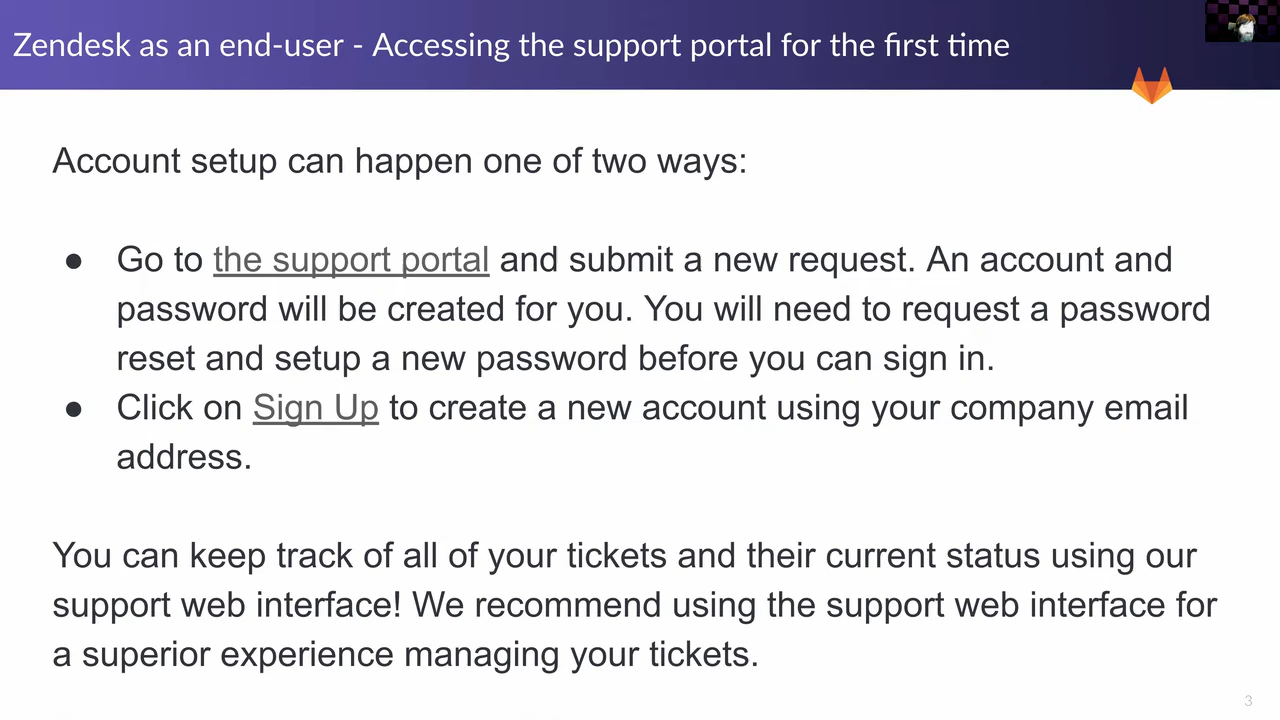 Zendesk as an end-user - Accessing the support portal for the first time
Account setup can happen one of two ways:
● Go to the support portal and submit a new request. An account and
password will be created for you. You will need to request a password
reset and setup a new password before you can sign in.
● Click on Sign Up to create a new account using your company email
address.
You can keep track of all of your tickets and their current status using our
support web interface! We recommend using the support web interface for
a superior experience managing your tickets.
3